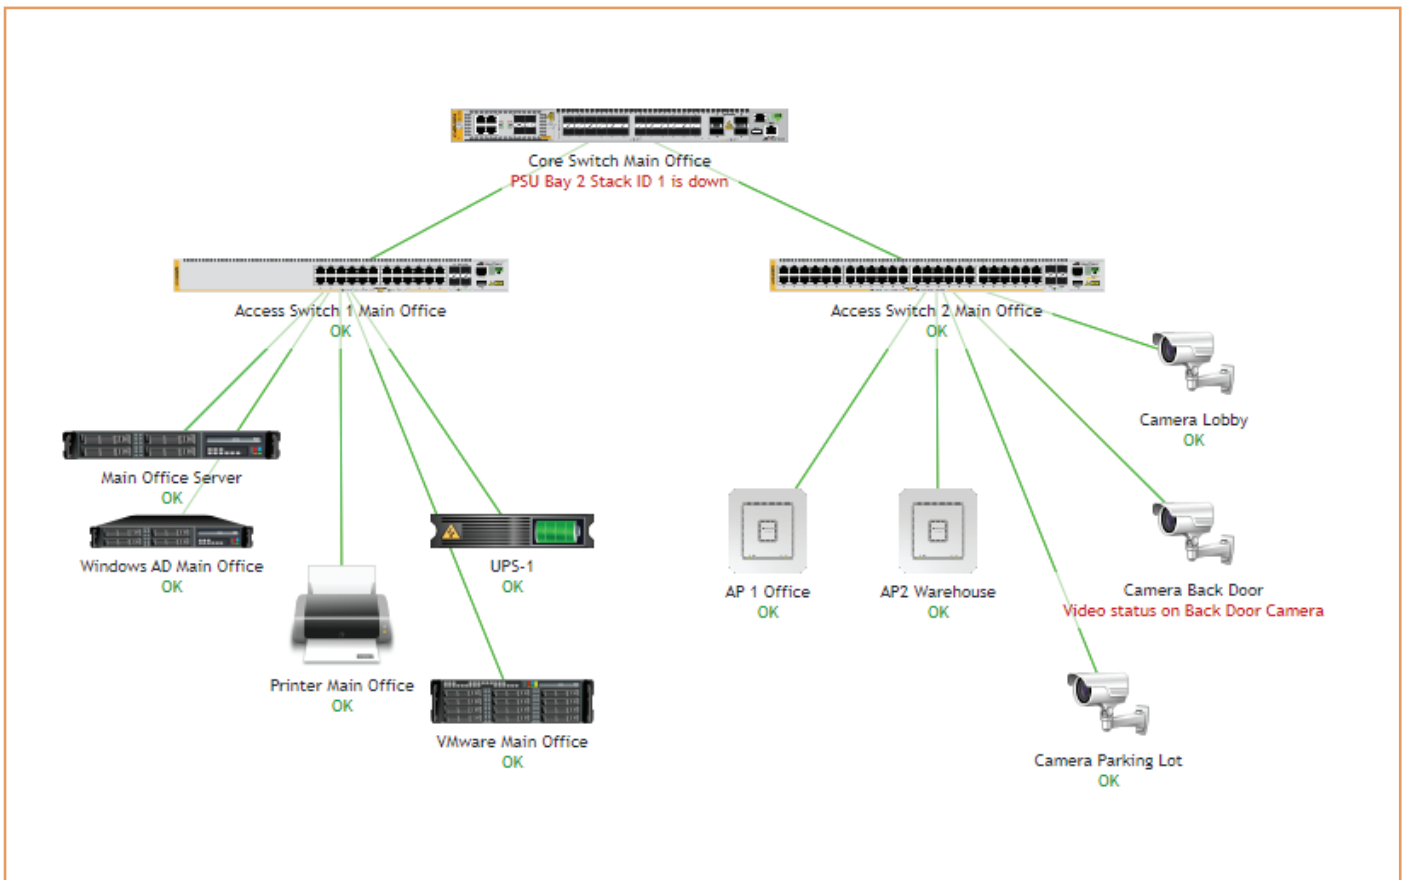 Core Switch Main Office
PSU Bay 2 Stack ID 1 is down
Access Switch 1 Main Office
OK
Access Switch 2 Main Office
OK
Camera Lobby
OK
Main Office Server
OK
Windows AD Main Office
OK
UPS-1
OK
AP 1 Office
OK
AP2 Warehouse
OK
Camera Back Door
Video status on Back Door Camera
Printer Main Office
OK
VMware Main Office
OK
Camera Parking Lot
OK